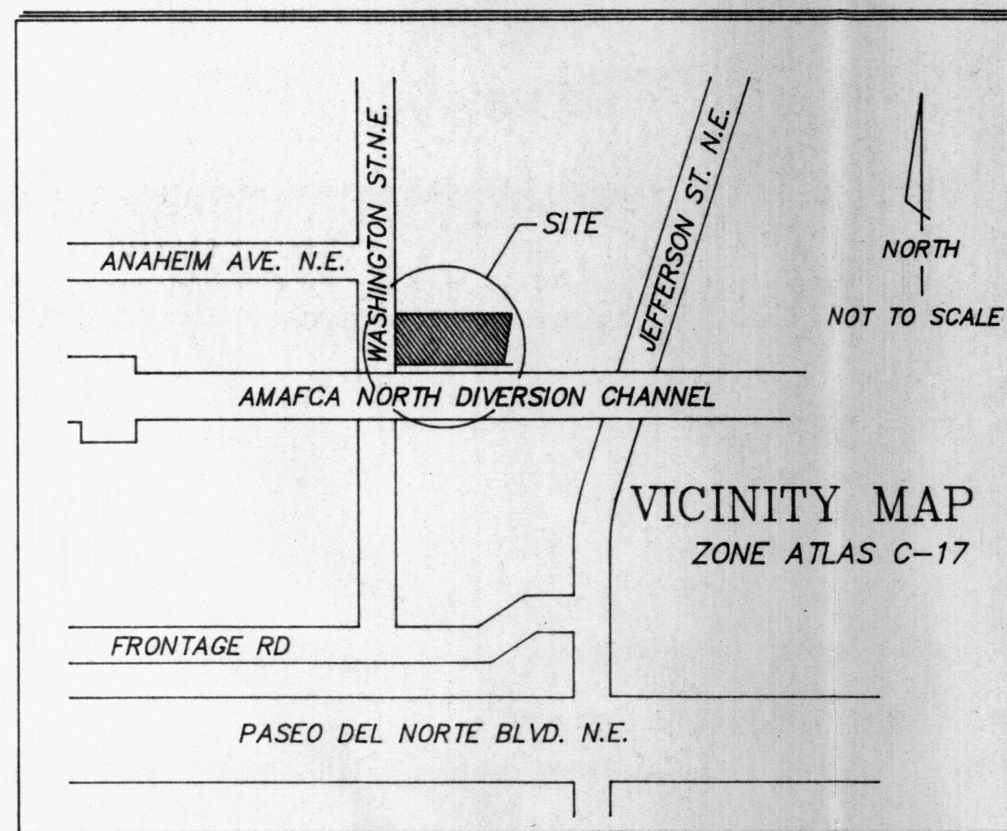 WASHINGTON ST.N.E.
JEFFERSON ST. N.E.
SITE
ANAHEIM AVE. N.E.
NORTH
NOT TO SCALE
AMAFCA NORTH DIVERSION CHANNEL
VICINITY MAP
ZONE ATLAS C-17
FRONTAGE RD
PASEO DEL NORTE BLVD. N.E.